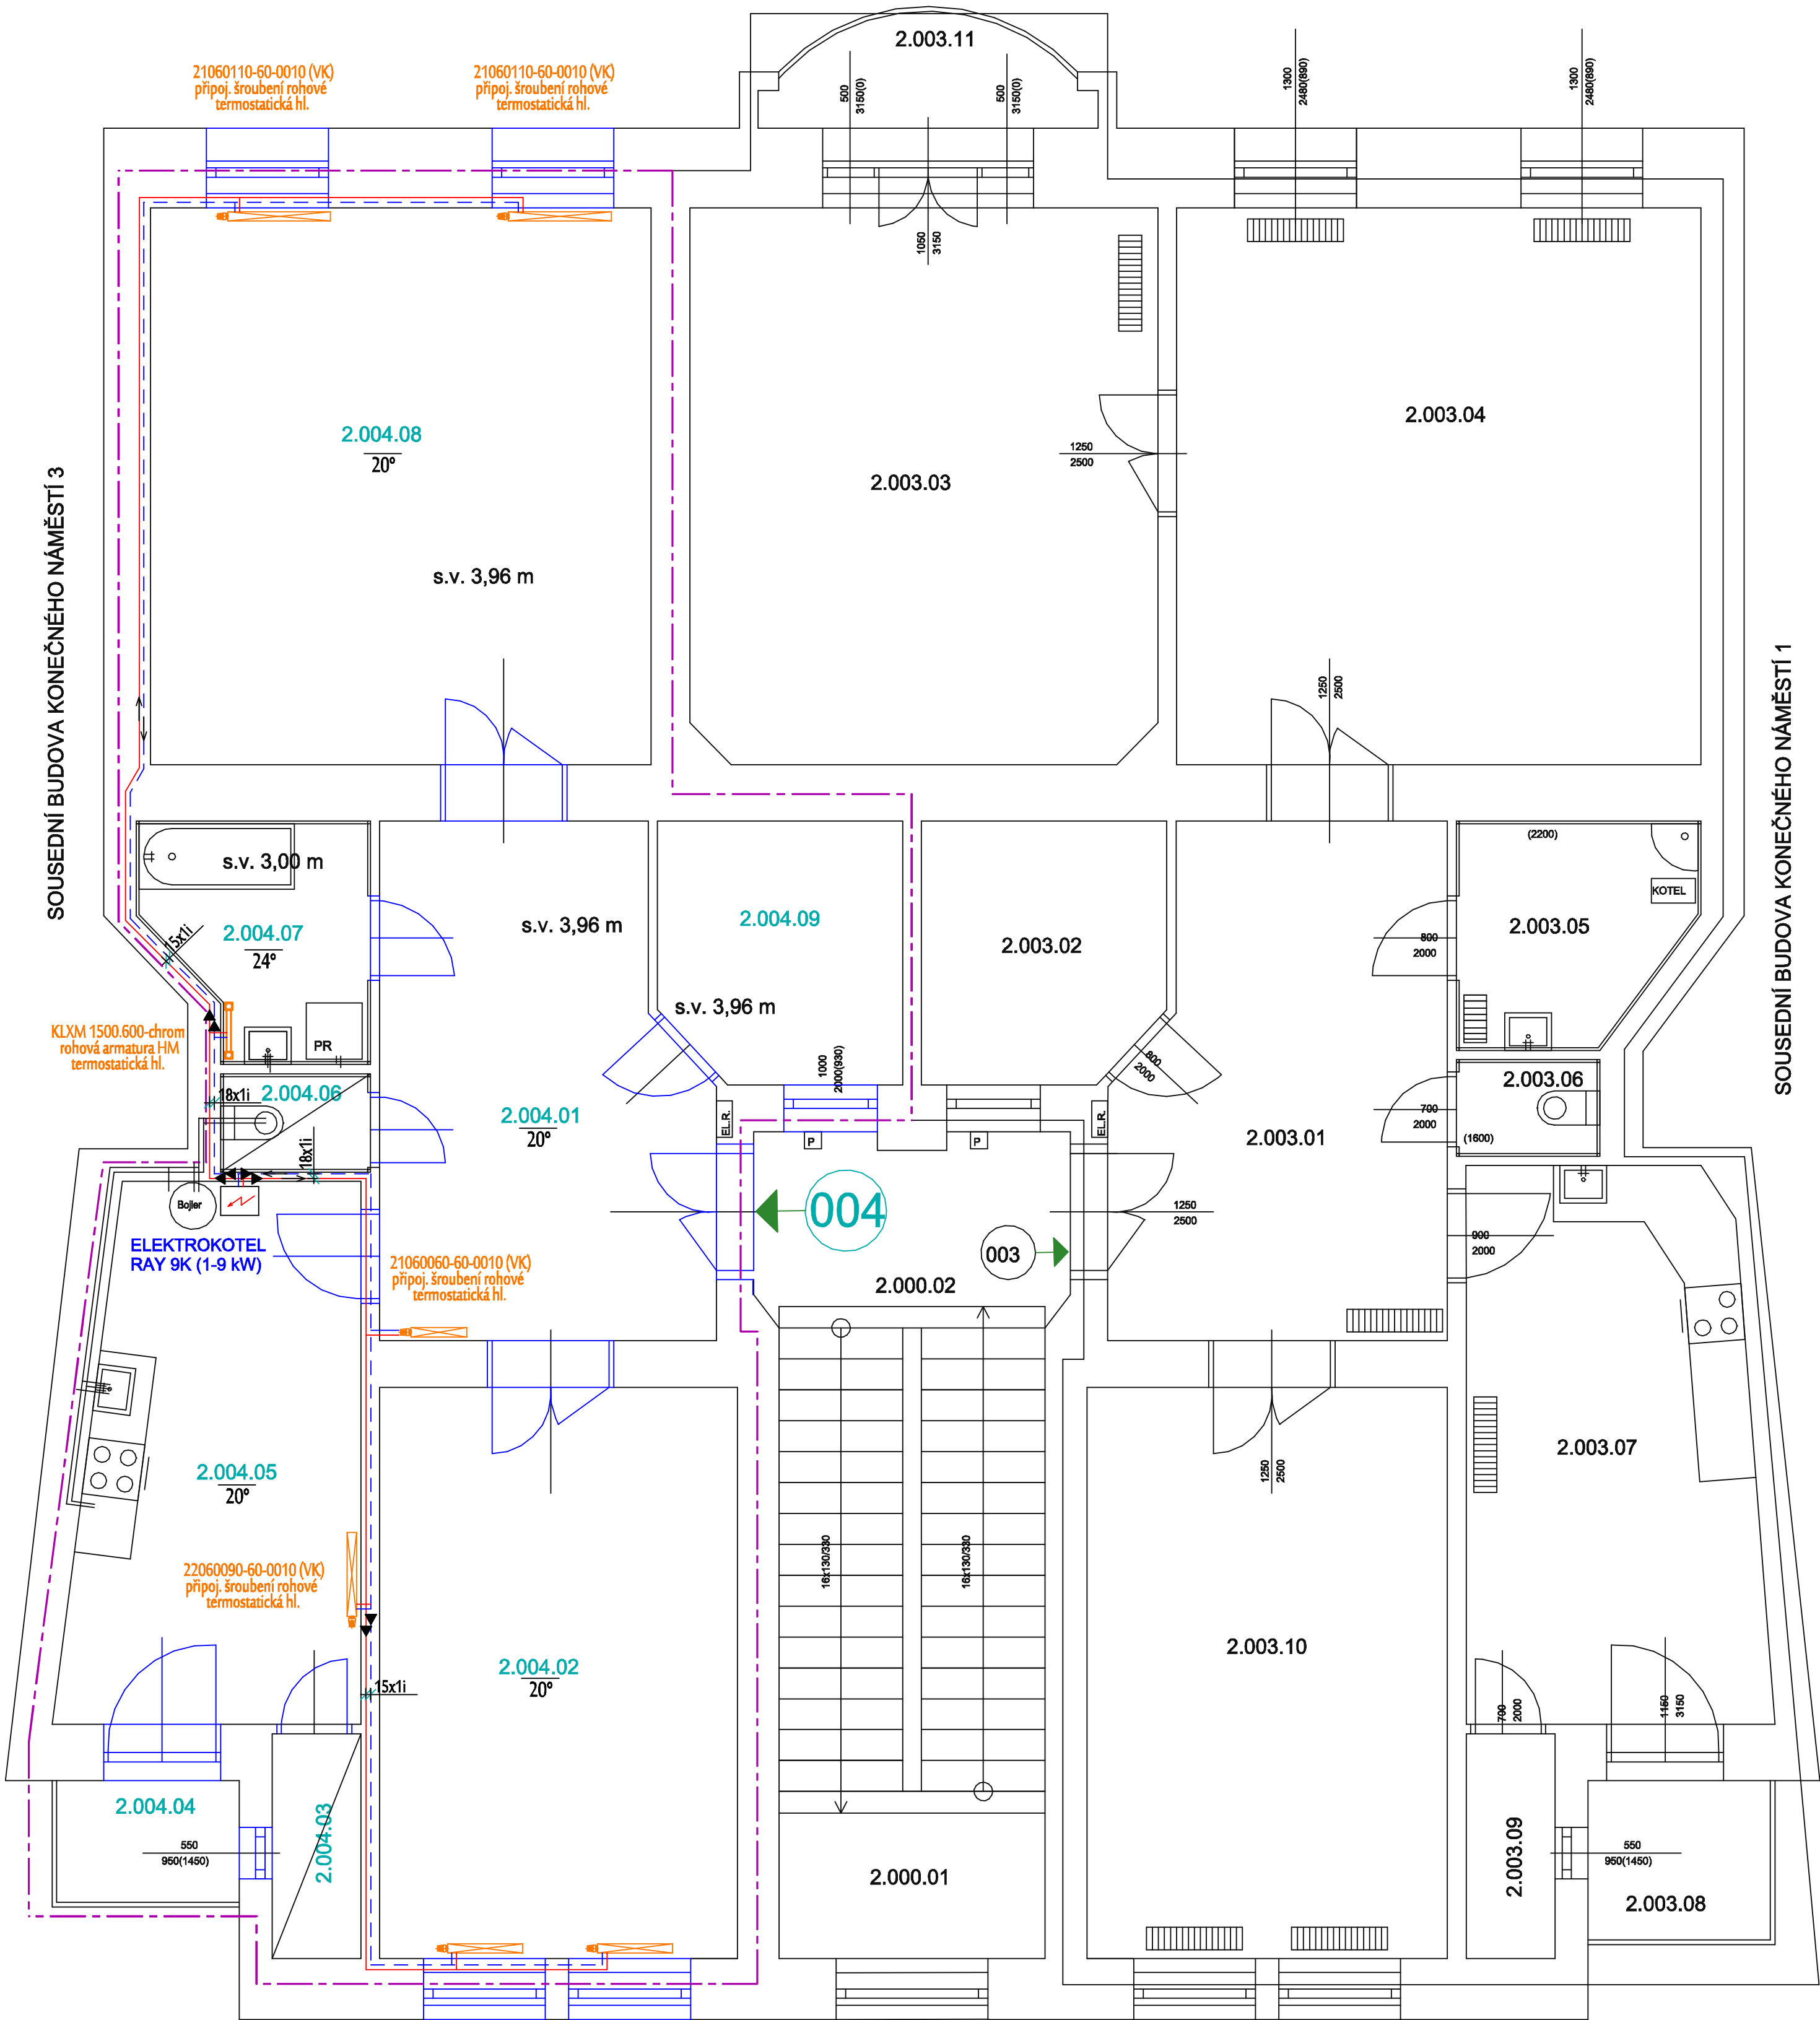 2.003.11
21060110-60-0010 (VK)
připoj. šroubení rohové
termostatická hl.
21060110-60-0010 (VK)
připoj. šroubení rohové
termostatická hl.
500
3150(0)
500
3150(0)
1300
2480(890)
1300
2480(890)
1050
3150
2.004.08
20°
s.v. 3,96 m
2.003.03
1250
2500
2.003.04
SOUSEDNÍ BUDOVA KONEČNÉHO NÁMĚSTÍ 3
SOUSEDNÍ BUDOVA KONEČNÉHO NÁMĚSTÍ 1
1250
2500
s.v. 3,00 m
2.004.07
24°
15x1i
s.v. 3,96 m
2.004.09
s.v. 3,96 m
2.003.02
(2200)
KOTEL
2.003.05
800
2000
KLXM 1500.600-chrom
rohová armatura HM
termostatická hl.
PR
1000
2000(930)
800
2000
18x1i
2.004.06
18x1i
2.004.01
20°
EL.R.
P
P
EL.R.
2.003.01
700
2000
(1600)
2.003.06
Bojler
ELEKTROKOTEL
RAY 9K (1-9 kW)
004
003
2.000.02
1250
2500
900
2000
21060060-60-0010 (VK)
připoj. šroubení rohové
termostatická hl.
2.004.05
20°
1250
2500
2.003.07
22060090-60-0010 (VK)
připoj. šroubení rohové
termostatická hl.
16x130/330
16x130/330
2.004.02
20°
15x1i
2.003.10
700
2000
1150
3150
2.004.04
550
950(1450)
2.004.03
2.000.01
2.003.09
550
950(1450)
2.003.08